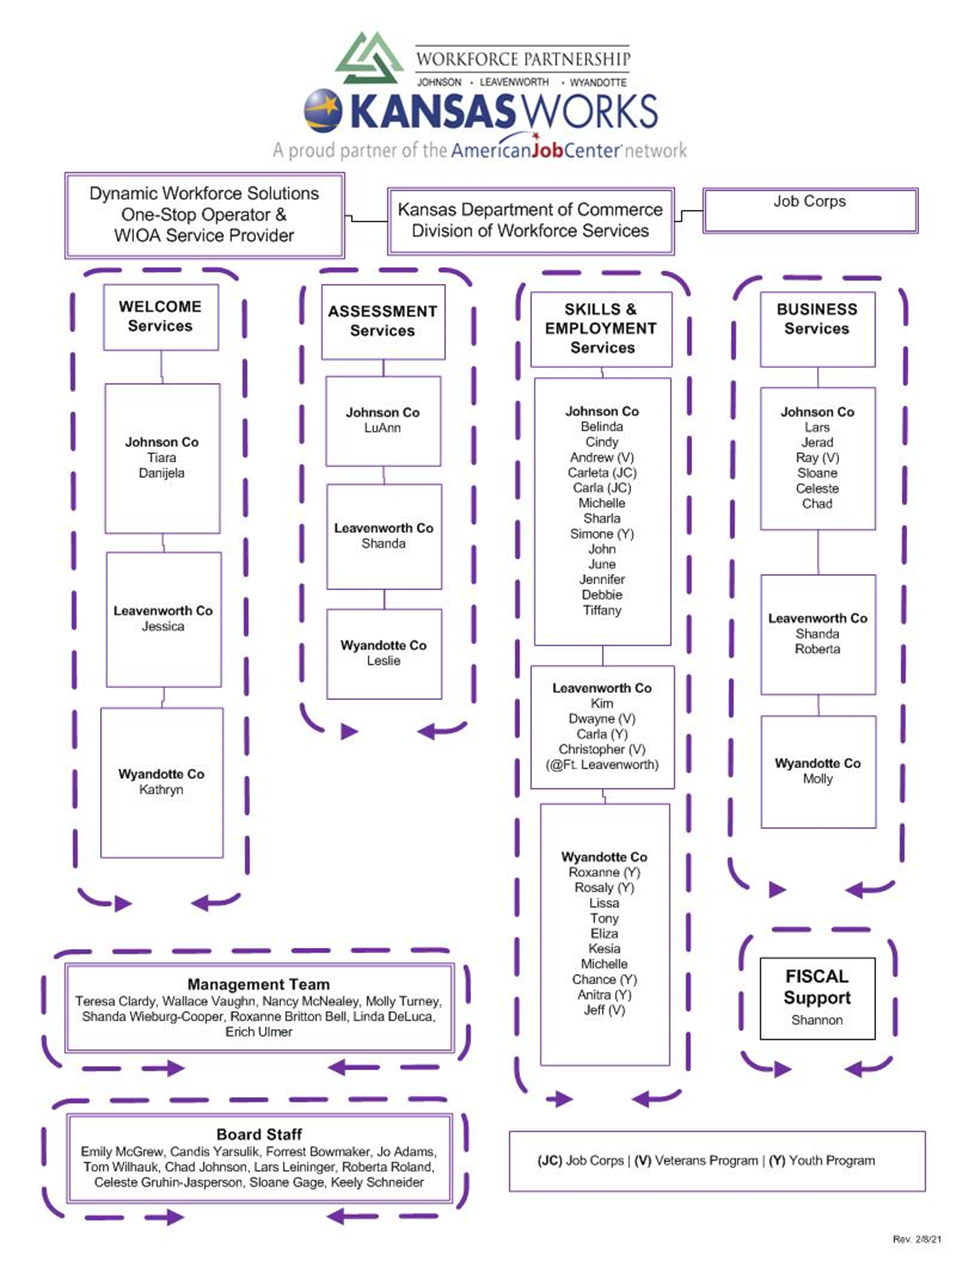 WORKFORCE PARTNERSHIP
JOHNSON · LEAVENWORTH · WYANDOTTE
KANSASWORKS
A proud partner of the AmericanJobCenter network
Dynamic Workforce Solutions
One-Stop Operator &
WIOA Service Provider
Kansas Department of Commerce
Division of Workforce Services
Job Corps
WELCOME
Services
Johnson Co
Tiara
Danijela
Leavenworth Co
Jessica
Wyandotte Co
Kathryn
ASSESSMENT
Services
Johnson Co
LuAnn
Leavenworth Co
Shanda
Wyandotte Co
Leslie
SKILLS &
EMPLOYMENT
Services
Johnson Co
Belinda
Cindy
Andrew (V)
Carleta (JC)
Carla (JC)
Michelle
Sharla
Simone (Y)
John
June
Jennifer
Debbie
Tiffany
Leavenworth Co
Kim
Dwayne (V)
Carla (Y)
Christopher (V)
(@Ft. Leavenworth)
Wyandotte Co
Roxanne (Y)
Rosaly (Y)
Lissa
Tony
Eliza
Kesia
Michelle
Chance (Y)
Anitra (Y)
Jeff (V)
BUSINESS
Services
Johnson Co
Lars
Jerad
Ray (V)
Sloane
Celeste
Chad
Leavenworth Co
Shanda
Roberta
Wyandotte Co
Molly
FISCAL
Support
Shannon
Management Team
Teresa Clardy, Wallace Vaughn, Nancy McNealey, Molly Turney,
Shanda Wieburg-Cooper, Roxanne Britton Bell, Linda DeLuca,
Erich Ulmer
Board Staff
Emily McGrew, Candis Yarsulik, Forrest Bowmaker, Jo Adams,
Tom Wilhauk, Chad Johnson, Lars Leininger, Roberta Roland,
Celeste Gruhin-Jasperson, Sloane Gage, Keely Schneider
(JC) Job Corps | (V) Veterans Program | (Y) Youth Program
Rev. 2/8/21